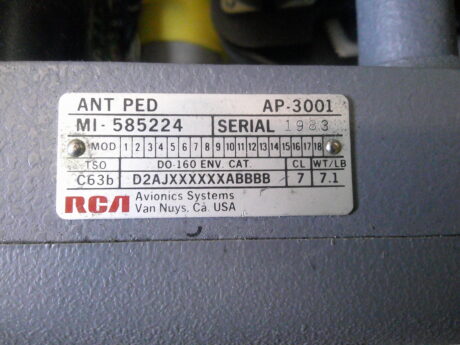 ANT PED AP-3001
MI-585224 SERIAL 1983
MOD 1 2 3 4 5 6 7 8 9 10 11 12 13 14 15 16 17 18
TSO DO-160 ENV. CAT. CL WT/LB
C63b D2AJXXXXXXABBBB 7 7.1
RCA Avionics Systems
Van Nuys, Ca. USA